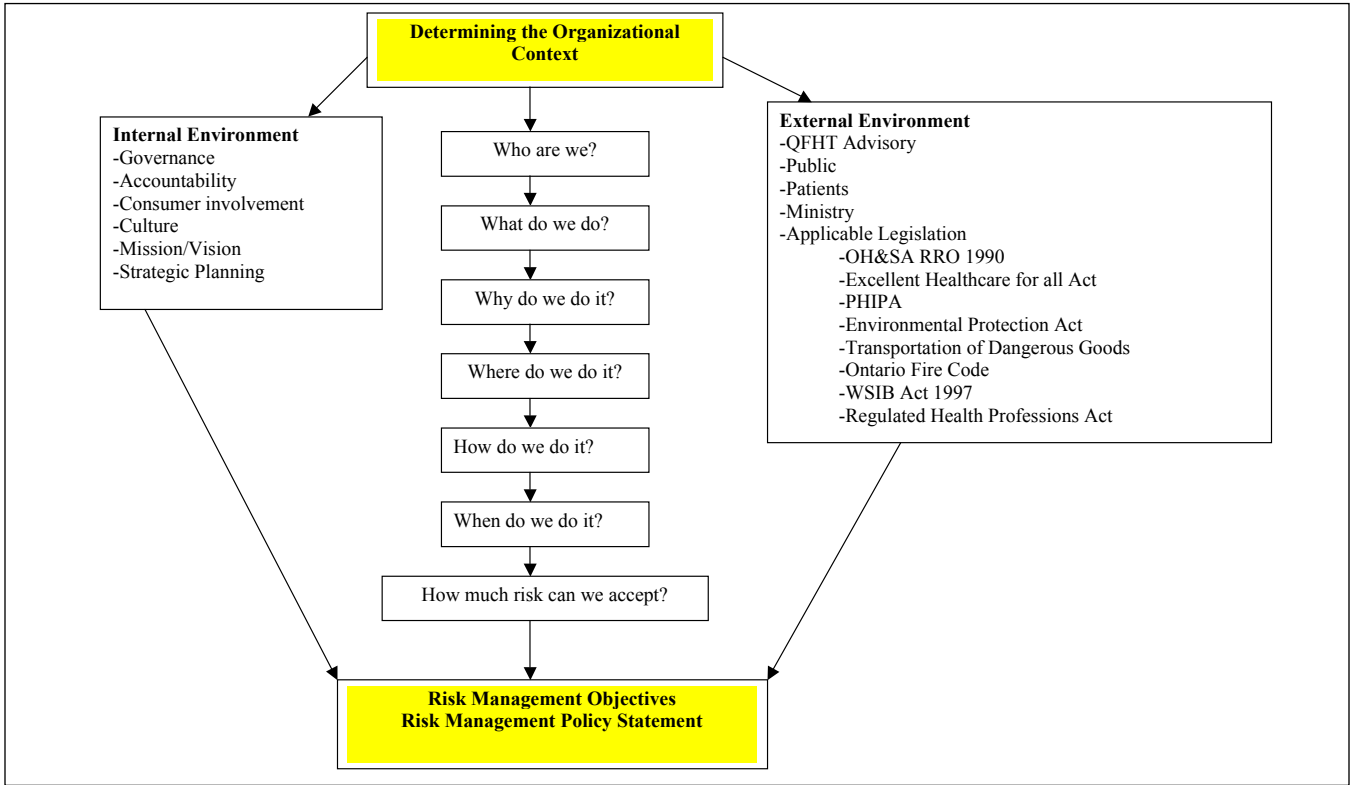 Determining the Organizational
Context
Internal Environment
-Governance
-Accountability
-Consumer involvement
-Culture
-Mission/Vision
-Strategic Planning
Who are we?
What do we do?
Why do we do it?
Where do we do it?
How do we do it?
When do we do it?
How much risk can we accept?
External Environment
-QFHT Advisory
-Public
-Patients
-Ministry
-Applicable Legislation
-OH&SA RRO 1990
-Excellent Healthcare for all Act
-PHIPA
-Environmental Protection Act
-Transportation of Dangerous Goods
-Ontario Fire Code
-WSIB Act 1997
-Regulated Health Professions Act
Risk Management Objectives
Risk Management Policy Statement